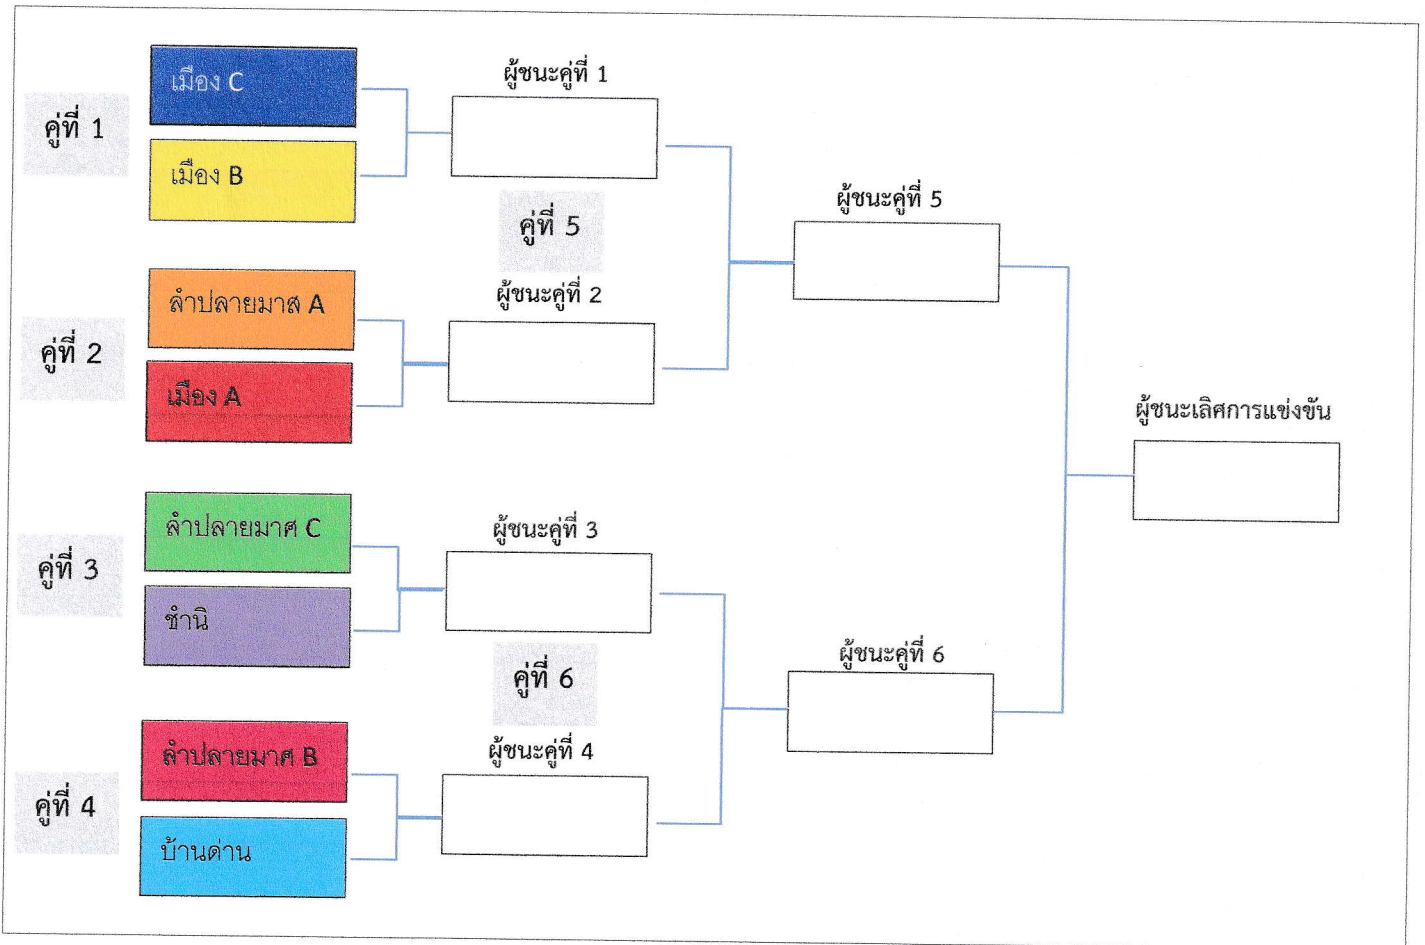 คู่ที่ 1
เมือง C
เมือง B
ผู้ชนะคู่ที่ 1
คู่ที่ 5
ผู้ชนะคู่ที่ 5
คู่ที่ 2
ลำปลายมาส A
เมือง A
ผู้ชนะคู่ที่ 2
ผู้ชนะเลิศการแข่งขัน
คู่ที่ 3
ลำปลายมาศ C
ชำนิ
ผู้ชนะคู่ที่ 3
คู่ที่ 6
ผู้ชนะคู่ที่ 6
คู่ที่ 4
ลำปลายมาศ B
บ้านด่าน
ผู้ชนะคู่ที่ 4